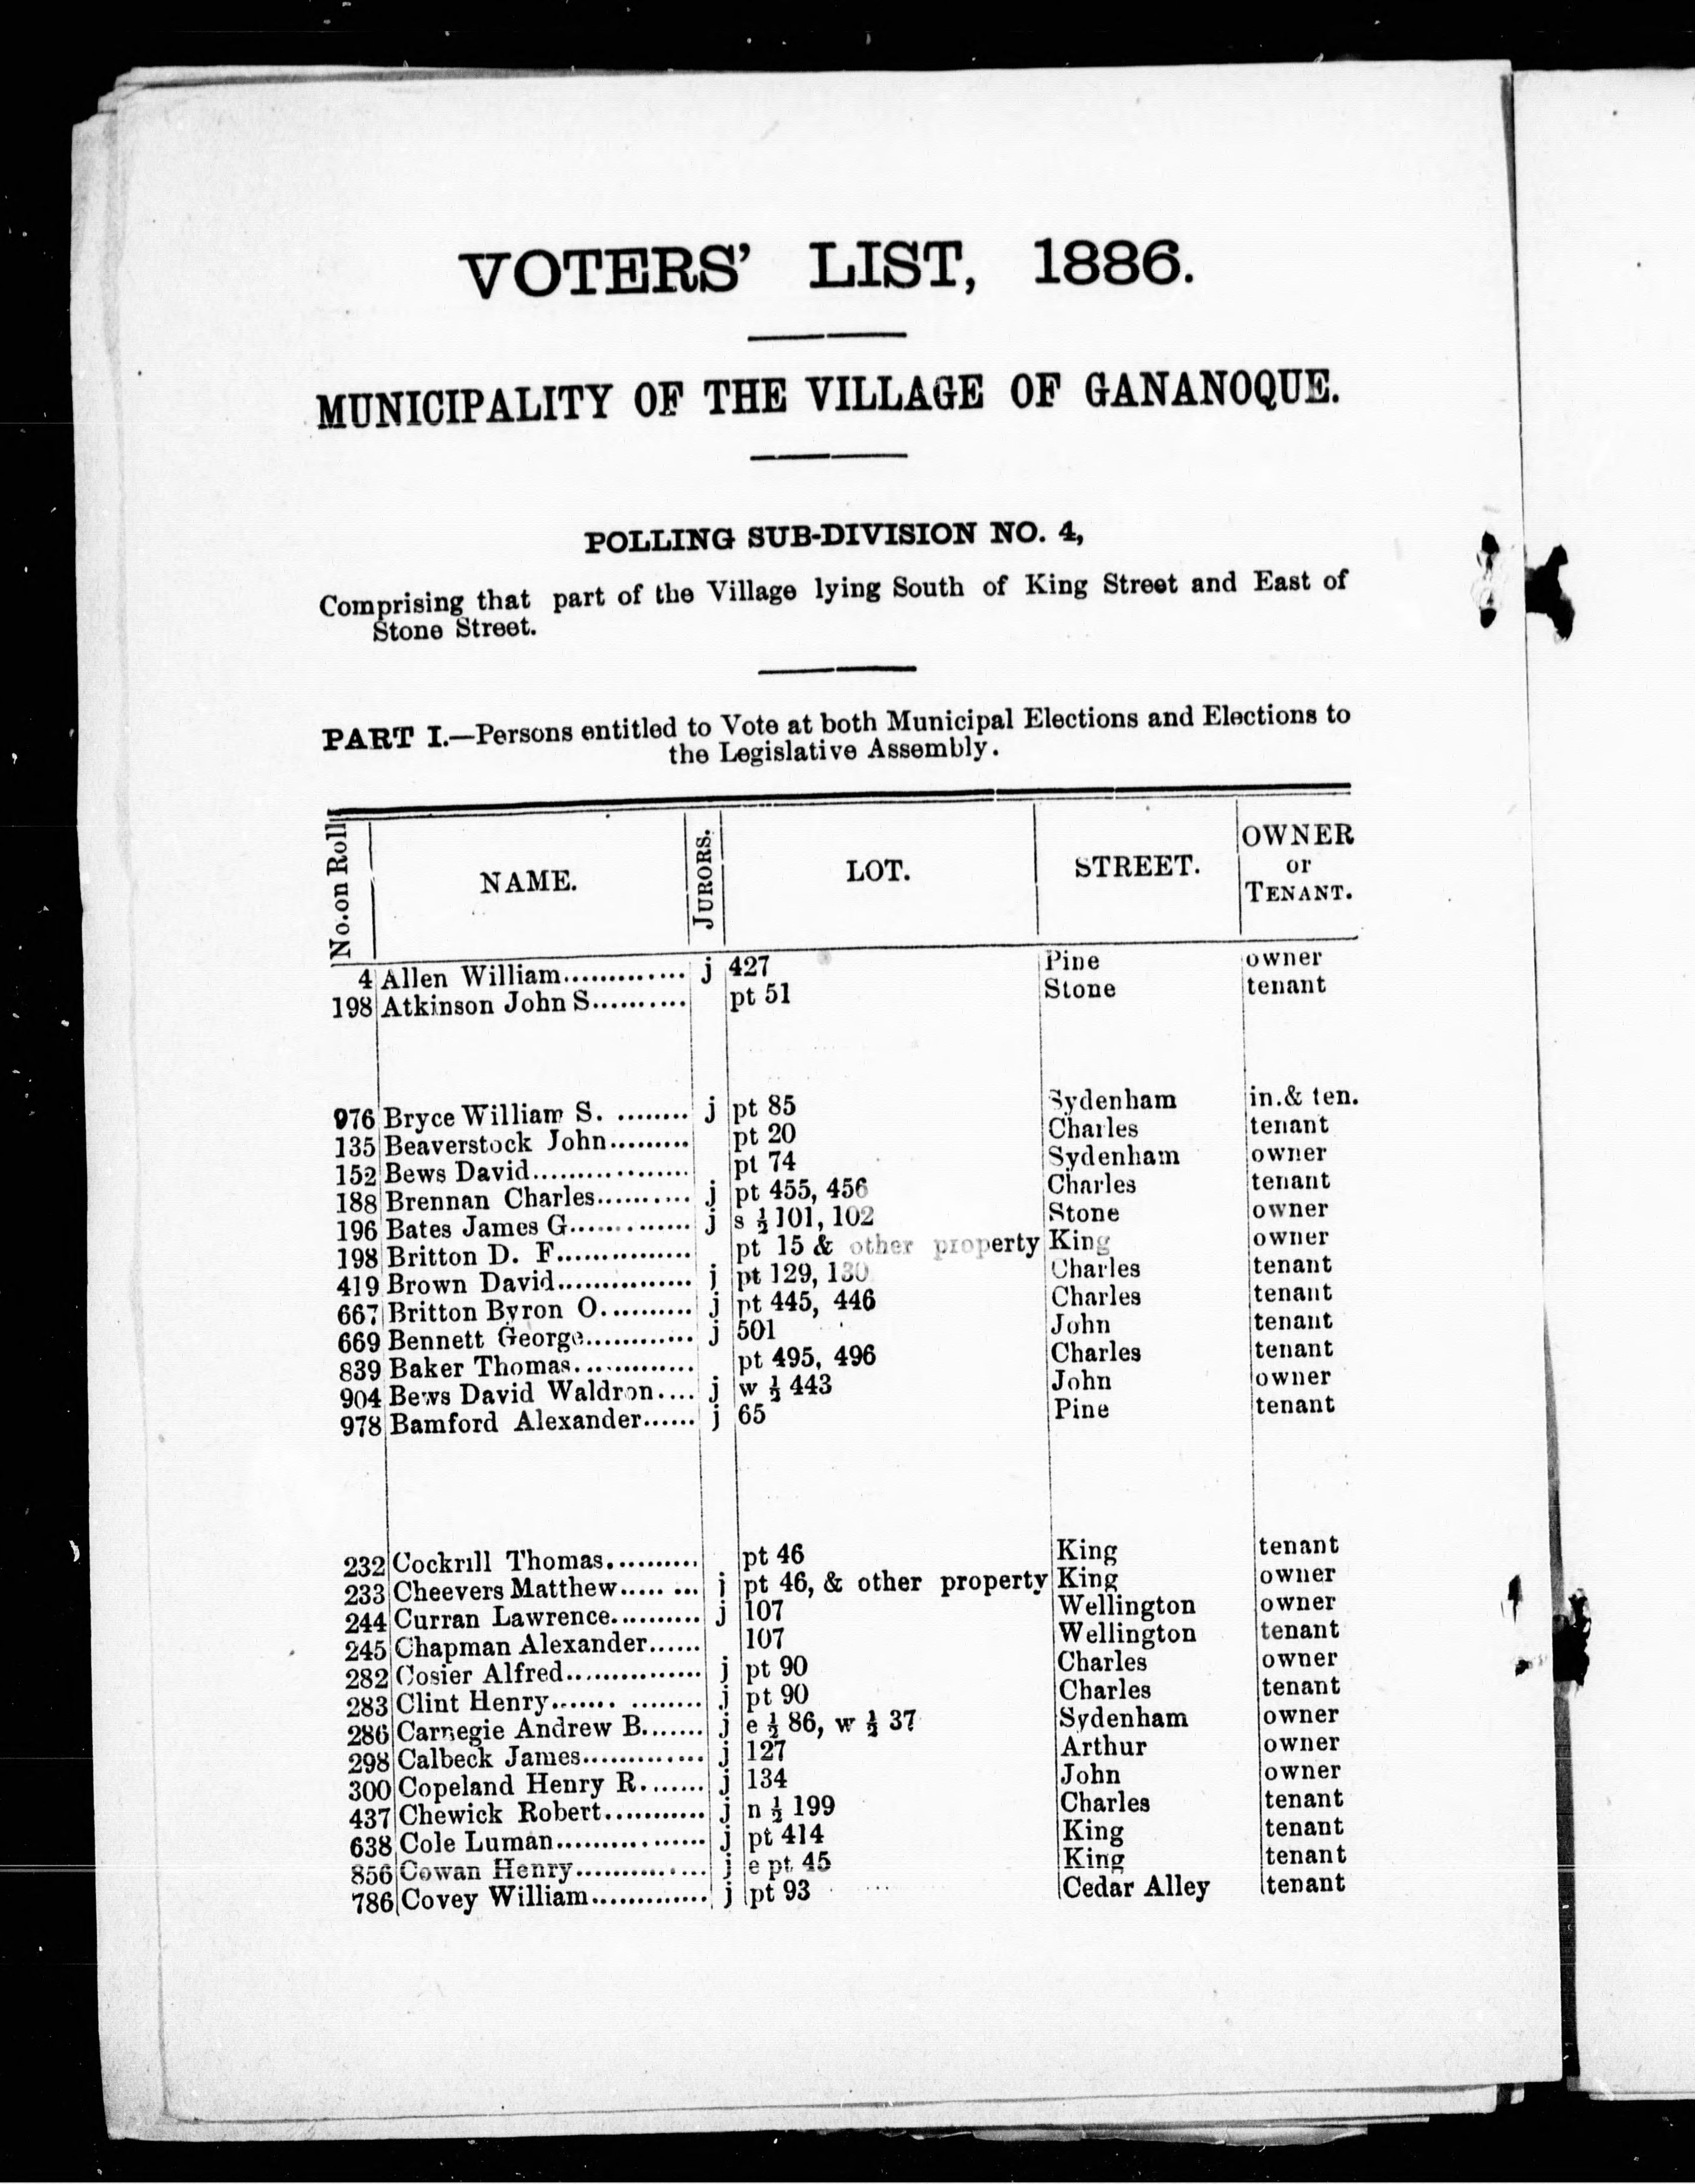 VOTERS' LIST, 1886.
MUNICIPALITY OF THE VILLAGE OF GANANOQUE.
POLLING SUB-DIVISION NO. 4,
Comprising that part of the Village lying South of King Street and East of
Stone Street.
PART I.—Persons entitled to Vote at both Municipal Elections and Elections to
the Legislative Assembly.
No. on Roll NAME. JURORS. LOT. STREET. OWNER or TENANT.
4 Allen William............. j 427 Pine owner
198 Atkinson John S.......... pt 51 Stone tenant
976 Bryce William S. ........ j pt 85 Sydenham in.& ten.
135 Beaverstock John......... pt 20 Charles tenant
152 Bews David................. pt 74 Sydenham owner
188 Brennan Charles.......... j pt 455, 456 Charles tenant
196 Bates James G............. j s ½ 101, 102 Stone owner
198 Britton D. F............... pt 15 & other property King owner
419 Brown David............... j pt 129, 130 Charles tenant
667 Britton Byron O.......... j pt 445, 446 Charles tenant
669 Bennett George............ j 501 John tenant
839 Baker Thomas.............. pt 495, 496 Charles tenant
904 Bews David Waldron.... j w ½ 443 John owner
978 Bamford Alexander...... j 65 Pine tenant
232 Cockrill Thomas.......... pt 46 King tenant
233 Cheevers Matthew..... ... j pt 46, & other property King owner
244 Curran Lawrence.......... j 107 Wellington owner
245 Chapman Alexander...... 107 Wellington tenant
282 Cosier Alfred............... j pt 90 Charles owner
283 Clint Henry....... ........ j pt 90 Charles tenant
286 Carnegie Andrew B....... j e ½ 86, w ½ 37 Sydenham owner
298 Calbeck James............. j 127 Arthur owner
300 Copeland Henry R....... j 134 John owner
437 Chewick Robert........... j n ½ 199 Charles tenant
638 Cole Luman................ j pt 414 King tenant
856 Cowan Henry.............. j e pt 45 King tenant
786 Covey William............. j pt 93 Cedar Alley tenant